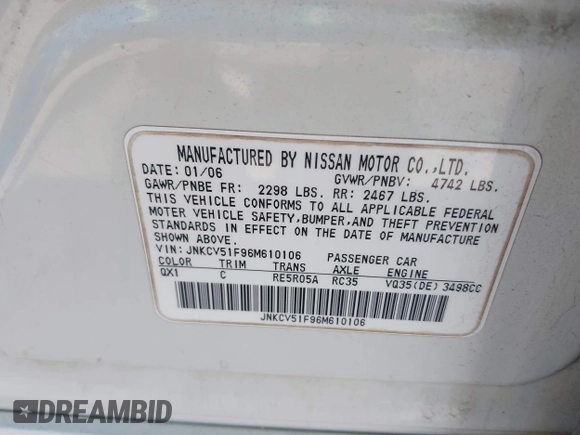 MANUFACTURED BY NISSAN MOTOR CO.,LTD.
DATE: 01/06 GVWR/PNBV: 4742 LBS.
GAWR/PNBE FR: 2298 LBS. RR: 2467 LBS.
THIS VEHICLE CONFORMS TO ALL APPLICABLE FEDERAL
MOTOR VEHICLE SAFETY,BUMPER,AND THEFT PREVENTION
STANDARDS IN EFFECT ON THE DATE OF MANUFACTURE
SHOWN ABOVE.
VIN: JNKCV51F96M610106 PASSENGER CAR
COLOR TRIM TRANS AXLE ENGINE
QX1 C RE5R05A RC35 VQ35(DE) 3498CC
JNKCV51F96M610106
DREAMBID